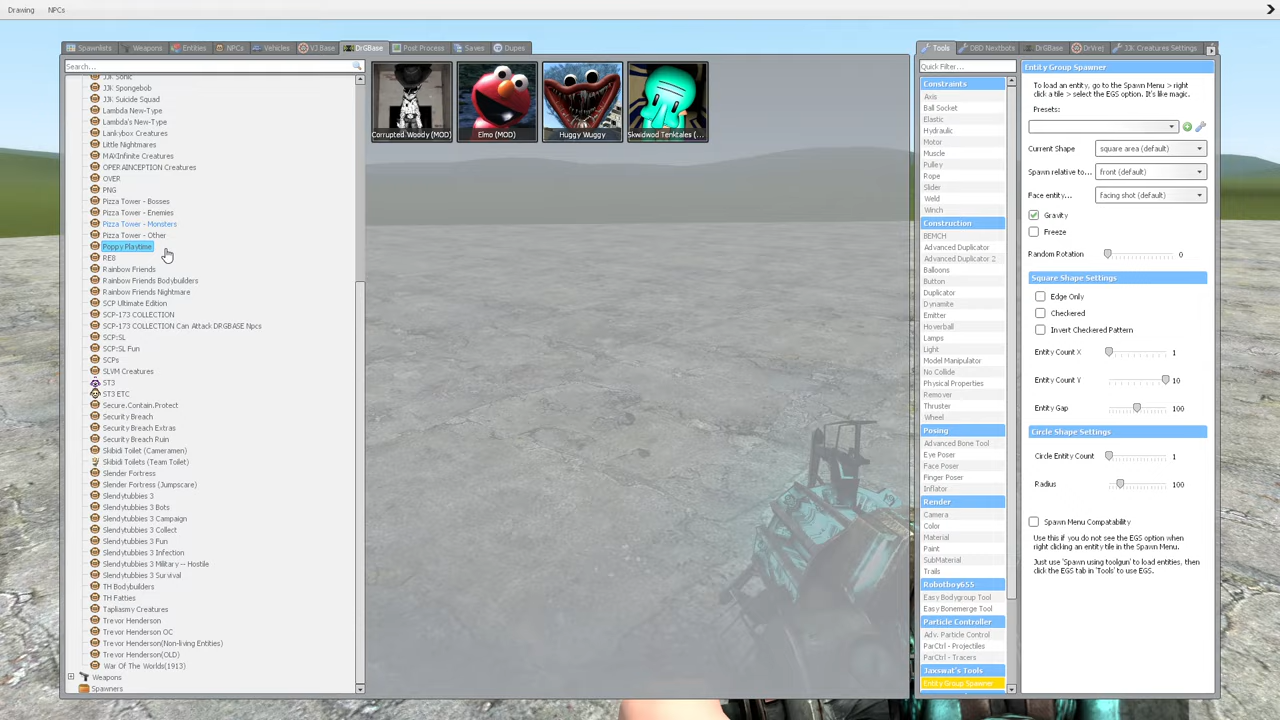 Drawing NPCs
Spawnlists Weapons Entities NPCs Vehicles VJ Base DrGBase Post Process Saves Dupes
Search...
JJK Sonic
JJK Spongebob
JJK Suicide Squad
Lambda New-Type
Lambda's New-Type
Lankybox Creatures
Little Nightmares
MAXInfinite Creatures
OPERAINCEPTION Creatures
OVER
PNG
Pizza Tower - Bosses
Pizza Tower - Enemies
Pizza Tower - Monsters
Pizza Tower - Other
Poppy Playtime
RE8
Rainbow Friends
Rainbow Friends Bodybuilders
Rainbow Friends Nightmare
SCP Ultimate Edition
SCP-173 COLLECTION
SCP-173 COLLECTION Can Attack DRGBASE Npcs
SCP:SL
SCP:SL Fun
SCPs
SLVM Creatures
ST3
ST3 ETC
Secure.Contain.Protect
Security Breach
Security Breach Extras
Security Breach Ruin
Skibidi Toilet (Cameramen)
Skibidi Toilets (Team Toilet)
Slender Fortress
Slender Fortress (Jumpscare)
Slendytubbies 3
Slendytubbies 3 Bots
Slendytubbies 3 Campaign
Slendytubbies 3 Collect
Slendytubbies 3 Fun
Slendytubbies 3 Infection
Slendytubbies 3 Military -- Hostile
Slendytubbies 3 Survival
TH Bodybuilders
TH Fatties
Tapliasmy Creatures
Trevor Henderson
Trevor Henderson OC
Trevor Henderson(Non-living Entities)
Trevor Henderson(OLD)
War Of The Worlds(1913)
Weapons
Spawners
Corrupted Woody (MOD)
Elmo (MOD)
Huggy Wuggy
Skwidwod Tenktales (...
Tools DBD Nextbots DrGBase DrVrej JJK Creatures Settings
Quick Filter...
Constraints
Axis
Ball Socket
Elastic
Hydraulic
Motor
Muscle
Pulley
Rope
Slider
Weld
Winch
Construction
BEMCH
Advanced Duplicator
Advanced Duplicator 2
Balloons
Button
Duplicator
Dynamite
Emitter
Hoverball
Lamps
Light
Model Manipulator
No Collide
Physical Properties
Remover
Thruster
Wheel
Posing
Advanced Bone Tool
Eye Poser
Face Poser
Finger Poser
Inflator
Render
Camera
Color
Material
Paint
SubMaterial
Trails
Robotboy655
Easy Bodygroup Tool
Easy Bonemerge Tool
Particle Controller
Adv. Particle Control
ParCtrl - Projectiles
ParCtrl - Tracers
Jaxswat's Tools
Entity Group Spawner
Entity Group Spawner
To load an entity, go to the Spawn Menu > right
click a tile > select the EGS option. It's like magic.
Presets:
Current Shape square area (default)
Spawn relative to... front (default)
Face entity... facing shot (default)
Gravity
Freeze
Random Rotation 0
Square Shape Settings
Edge Only
Checkered
Invert Checkered Pattern
Entity Count X 1
Entity Count Y 10
Entity Gap 100
Circle Shape Settings
Circle Entity Count 1
Radius 100
Spawn Menu Compatability
Use this if you do not see the EGS option when
right clicking an entity tile in the Spawn Menu.
Just use 'Spawn using toolgun' to load entities, then
click the EGS tab in 'Tools' to use EGS.